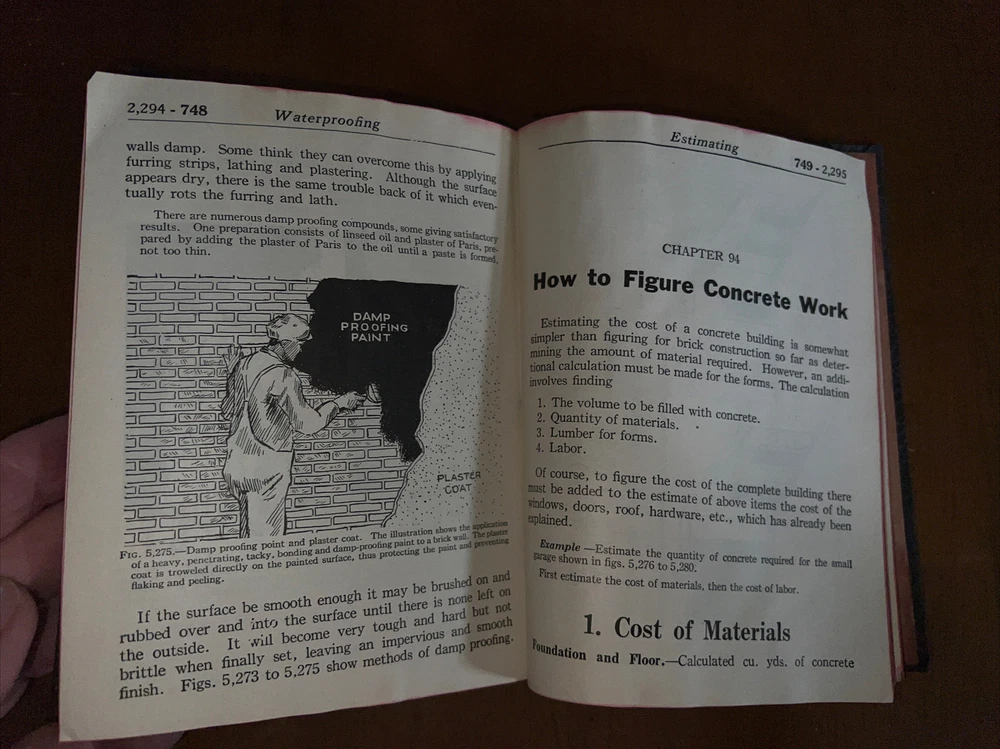 2,294 - 748
Waterproofing
walls damp. Some think they can overcome this by applying
furring strips, lathing and plastering. Although the surface
appears dry, there is the same trouble back of it which even-
tually rots the furring and lath.
There are numerous damp proofing compounds, some giving satisfactory
results. One preparation consists of linseed oil and plaster of Paris, pre-
pared by adding the plaster of Paris to the oil until a paste is formed,
not too thin.
DAMP
PROOFING
PAINT
PLASTER
COAT
FIG. 5,275.—Damp proofing point and plaster coat. The illustration shows the application
of a heavy, penetrating, tacky, bonding and damp-proofing paint to a brick wall. The plaster
coat is troweled directly on the painted surface, thus protecting the paint and preventing
flaking and peeling.
If the surface be smooth enough it may be brushed on and
rubbed over and into the surface until there is none left on
the outside. It will become very tough and hard but not
brittle when finally set, leaving an impervious and smooth
finish. Figs. 5,273 to 5,275 show methods of damp proofing.
Estimating
749 - 2,295
CHAPTER 94
How to Figure Concrete Work
Estimating the cost of a concrete building is somewhat
simpler than figuring for brick construction so far as deter-
mining the amount of material required. However, an addi-
tional calculation must be made for the forms. The calculation
involves finding
1. The volume to be filled with concrete.
2. Quantity of materials.
3. Lumber for forms.
4. Labor.
Of course, to figure the cost of the complete building there
must be added to the estimate of above items the cost of the
windows, doors, roof, hardware, etc., which has already been
explained.
Example —Estimate the quantity of concrete required for the small
garage shown in figs. 5,276 to 5,280.
First estimate the cost of materials, then the cost of labor.
1. Cost of Materials
Foundation and Floor.—Calculated cu. yds. of concrete